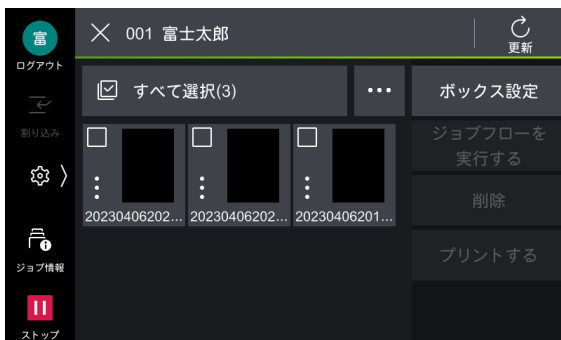 富
ログアウト
割り込み
ジョブ情報
ストップ
001 富士太郎
更新
すべて選択(3)
ボックス設定
20230406202...
20230406202...
20230406201...
ジョブフローを
実行する
削除
プリントする